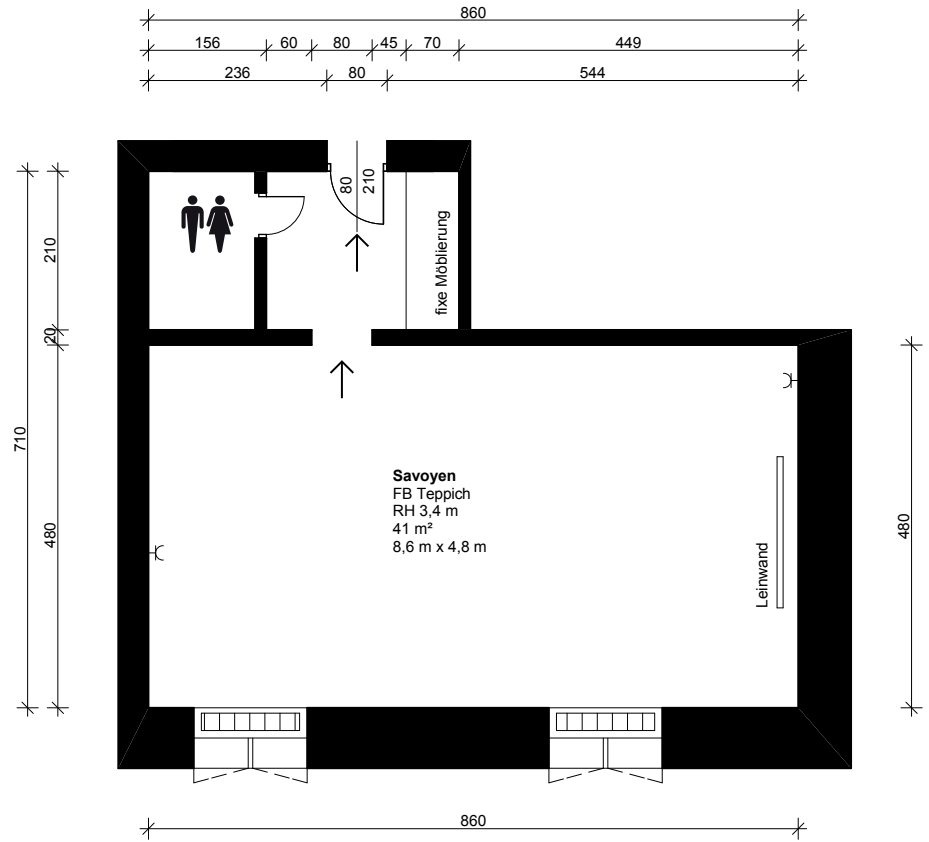 860
156 60 80 45 70 449
236 80 544
80
210
fixe Möblierung
210
20
710
480
480
Savoyen
FB Teppich
RH 3,4 m
41 m²
8,6 m x 4,8 m
Leinwand
860